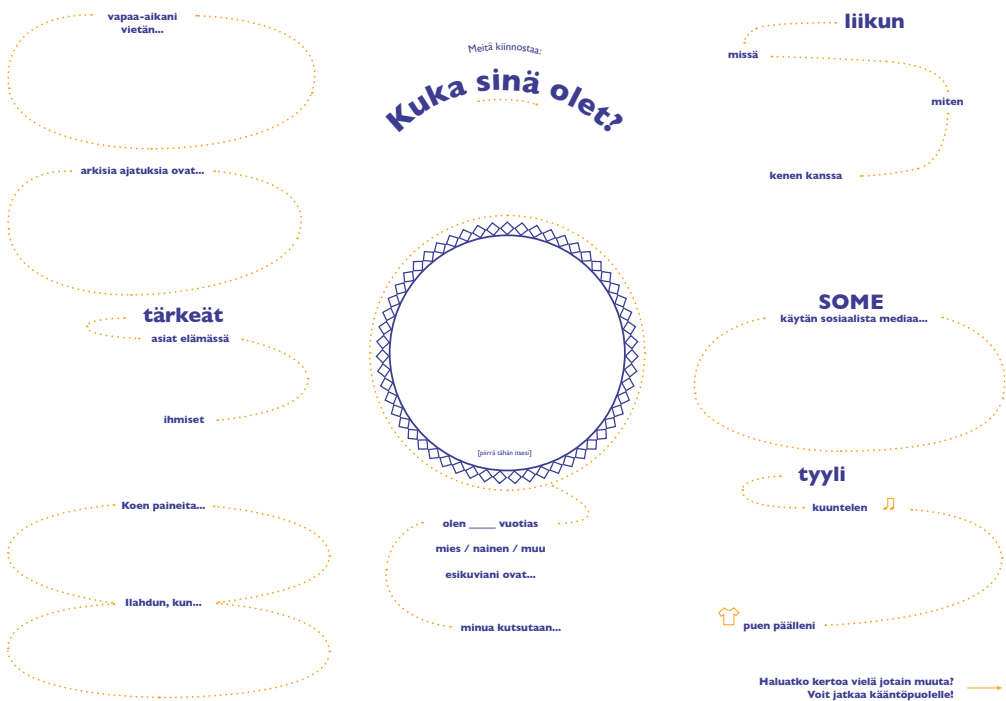 vapaa-aikani
vietän...
arkisia ajatuksia ovat...
tärkeät
asiat elämässä
ihmiset
Koen paineita...
Ilahdun, kun...
Meitä kiinnostaa:
Kuka sinä olet?
[piirrä tähän itsesi]
olen _____ vuotias
mies / nainen / muu
esikuviani ovat...
minua kutsutaan...
liikun
missä
miten
kenen kanssa
SOME
käytän sosiaalista mediaa...
tyyli
kuuntelen
puen päälleni
Haluatko kertoa vielä jotain muuta?
Voit jatkaa kääntöpuolelle!